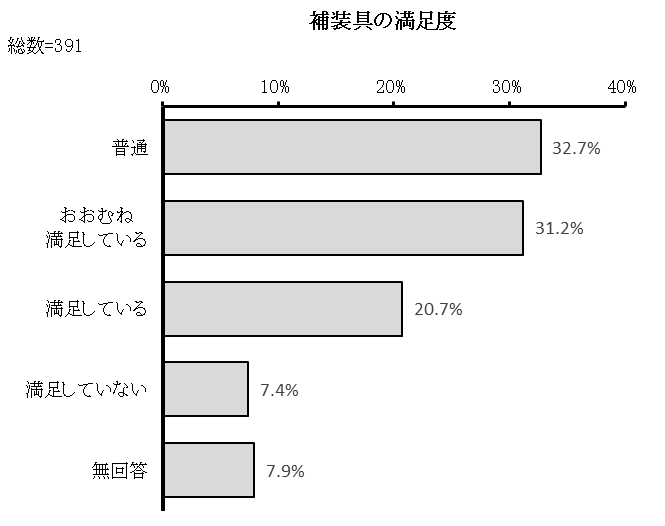 補装具の満足度
総数=391
0%
10%
20%
30%
40%
普通
32.7%
おおむね
満足している
31.2%
満足している
20.7%
満足していない
7.4%
無回答
7.9%